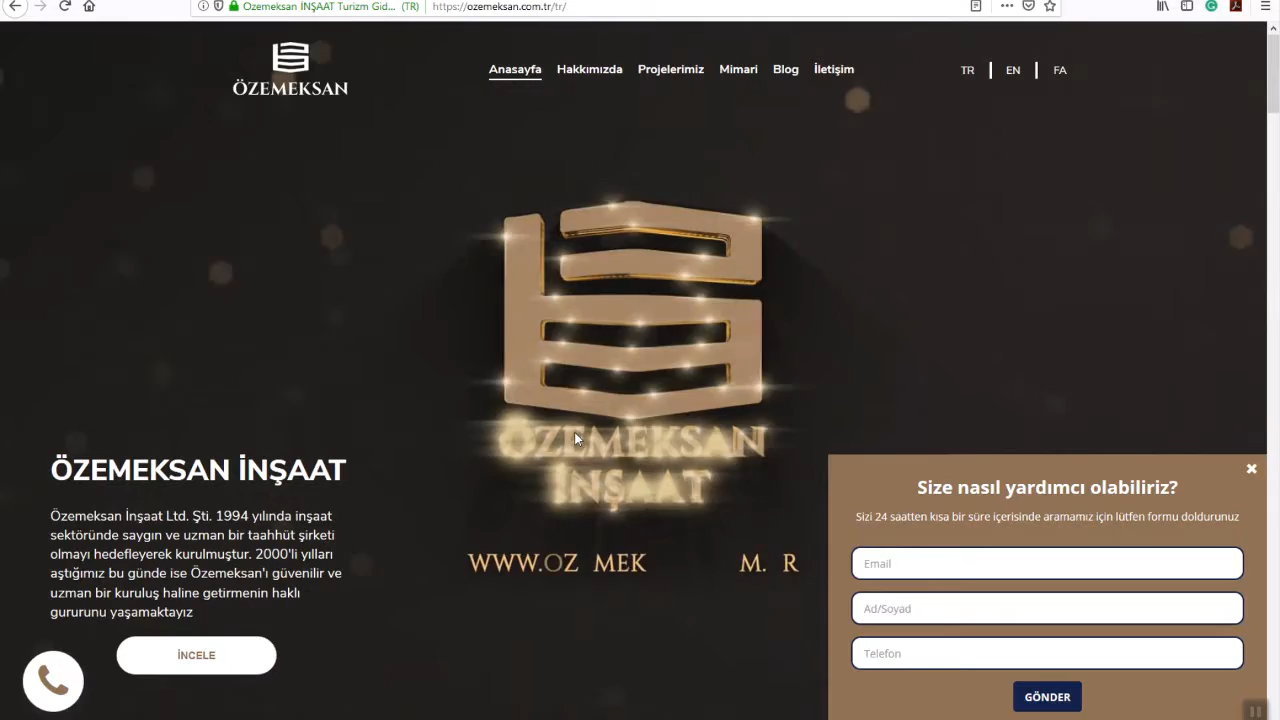 Özemeksan İNŞAAT Turizm Gid... (TR)
https://ozemeksan.com.tr/tr/
ÖZEMEKSAN
Anasayfa Hakkımızda Projelerimiz Mimari Blog İletişim
TR EN FA
ÖZEMEKSAN
İNŞAAT
WWW.OZ MEK M. R
ÖZEMEKSAN İNŞAAT
Özemeksan İnşaat Ltd. Şti. 1994 yılında inşaat
sektöründe saygın ve uzman bir taahhüt şirketi
olmayı hedefleyerek kurulmuştur. 2000'li yılları
aştığımız bu günde ise Özemeksan'ı güvenilir ve
uzman bir kuruluş haline getirmenin haklı
gururunu yaşamaktayız
İNCELE
Size nasıl yardımcı olabiliriz?
Sizi 24 saatten kısa bir süre içerisinde aramamız için lütfen formu doldurunuz
Email
Ad/Soyad
Telefon
GÖNDER